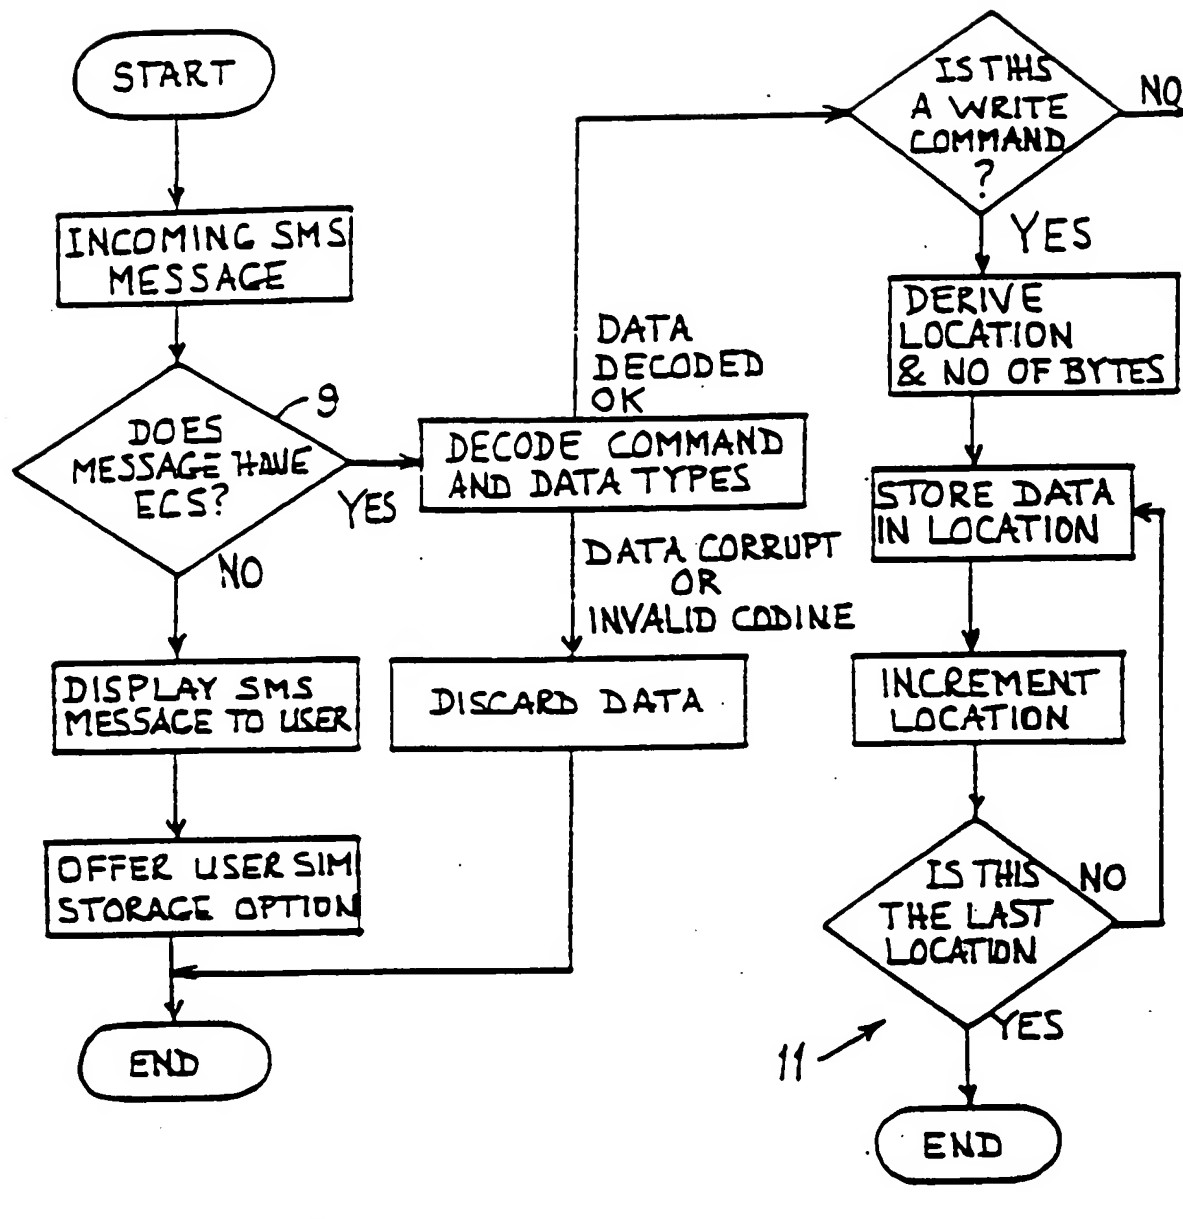 START
INCOMING SMS
MESSAGE
9
DOES
MESSAGE HAVE
ECS?
YES
NO
DISPLAY SMS
MESSAGE TO USER
OFFER USER SIM
STORAGE OPTION
END
DATA
DECODED
OK
DECODE COMMAND
AND DATA TYPES
DATA CORRUPT
OR
INVALID CODINE
DISCARD DATA
IS THIS
A WRITE
COMMAND
?
NO
YES
DERIVE
LOCATION
& NO OF BYTES
STORE DATA
IN LOCATION
INCREMENT
LOCATION
IS THIS
THE LAST
LOCATION
NO
YES
11
END